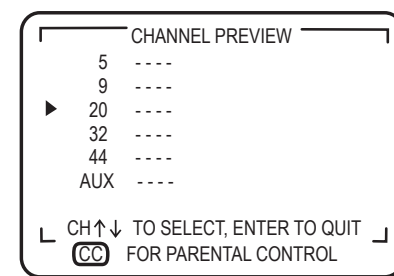 CHANNEL PREVIEW
5 - - - -
9 - - - -
▶ 20 - - - -
32 - - - -
44 - - - -
AUX - - - -
CH↑↓ TO SELECT, ENTER TO QUIT
CC FOR PARENTAL CONTROL